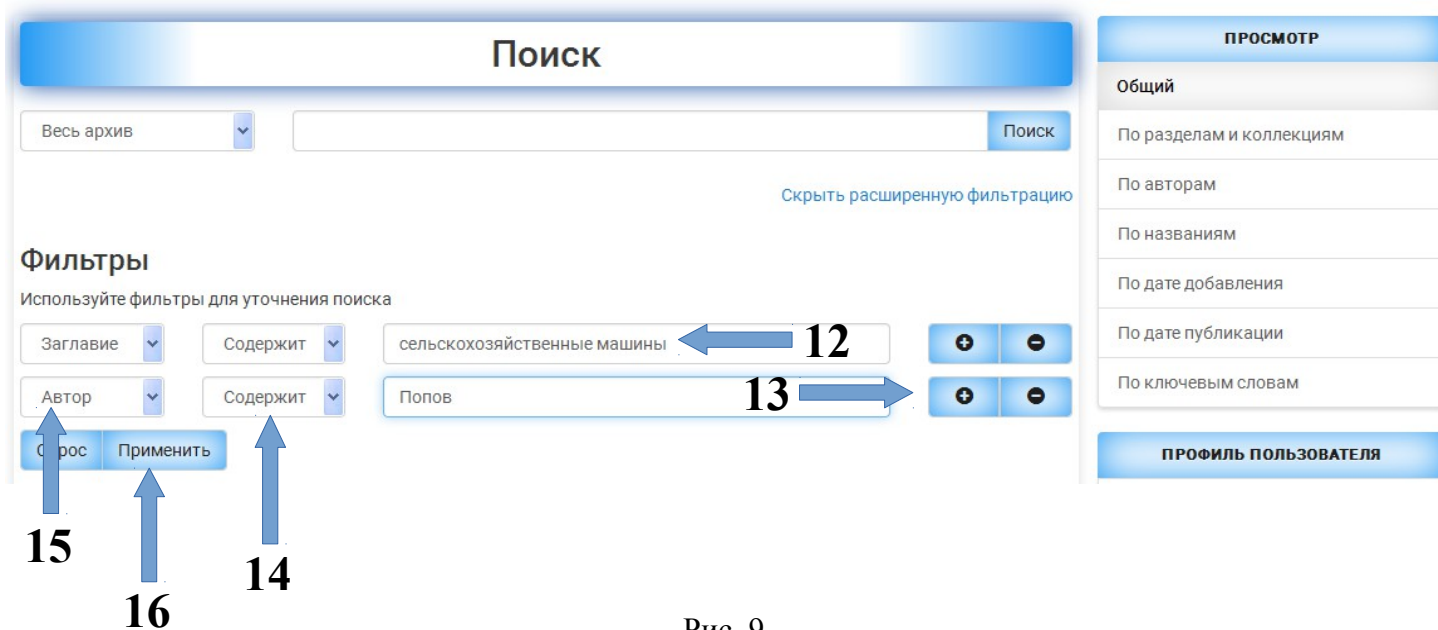 Поиск
Весь архив
Поиск
Скрыть расширенную фильтрацию
Фильтры
Используйте фильтры для уточнения поиска
Заглавие Содержит сельскохозяйственные машины 12
Автор Содержит Попов 13
Применить
15
14
16
Рис. 9
ПРОСМОТР
Общий
По разделам и коллекциям
По авторам
По названиям
По дате добавления
По дате публикации
По ключевым словам
ПРОФИЛЬ ПОЛЬЗОВАТЕЛЯ